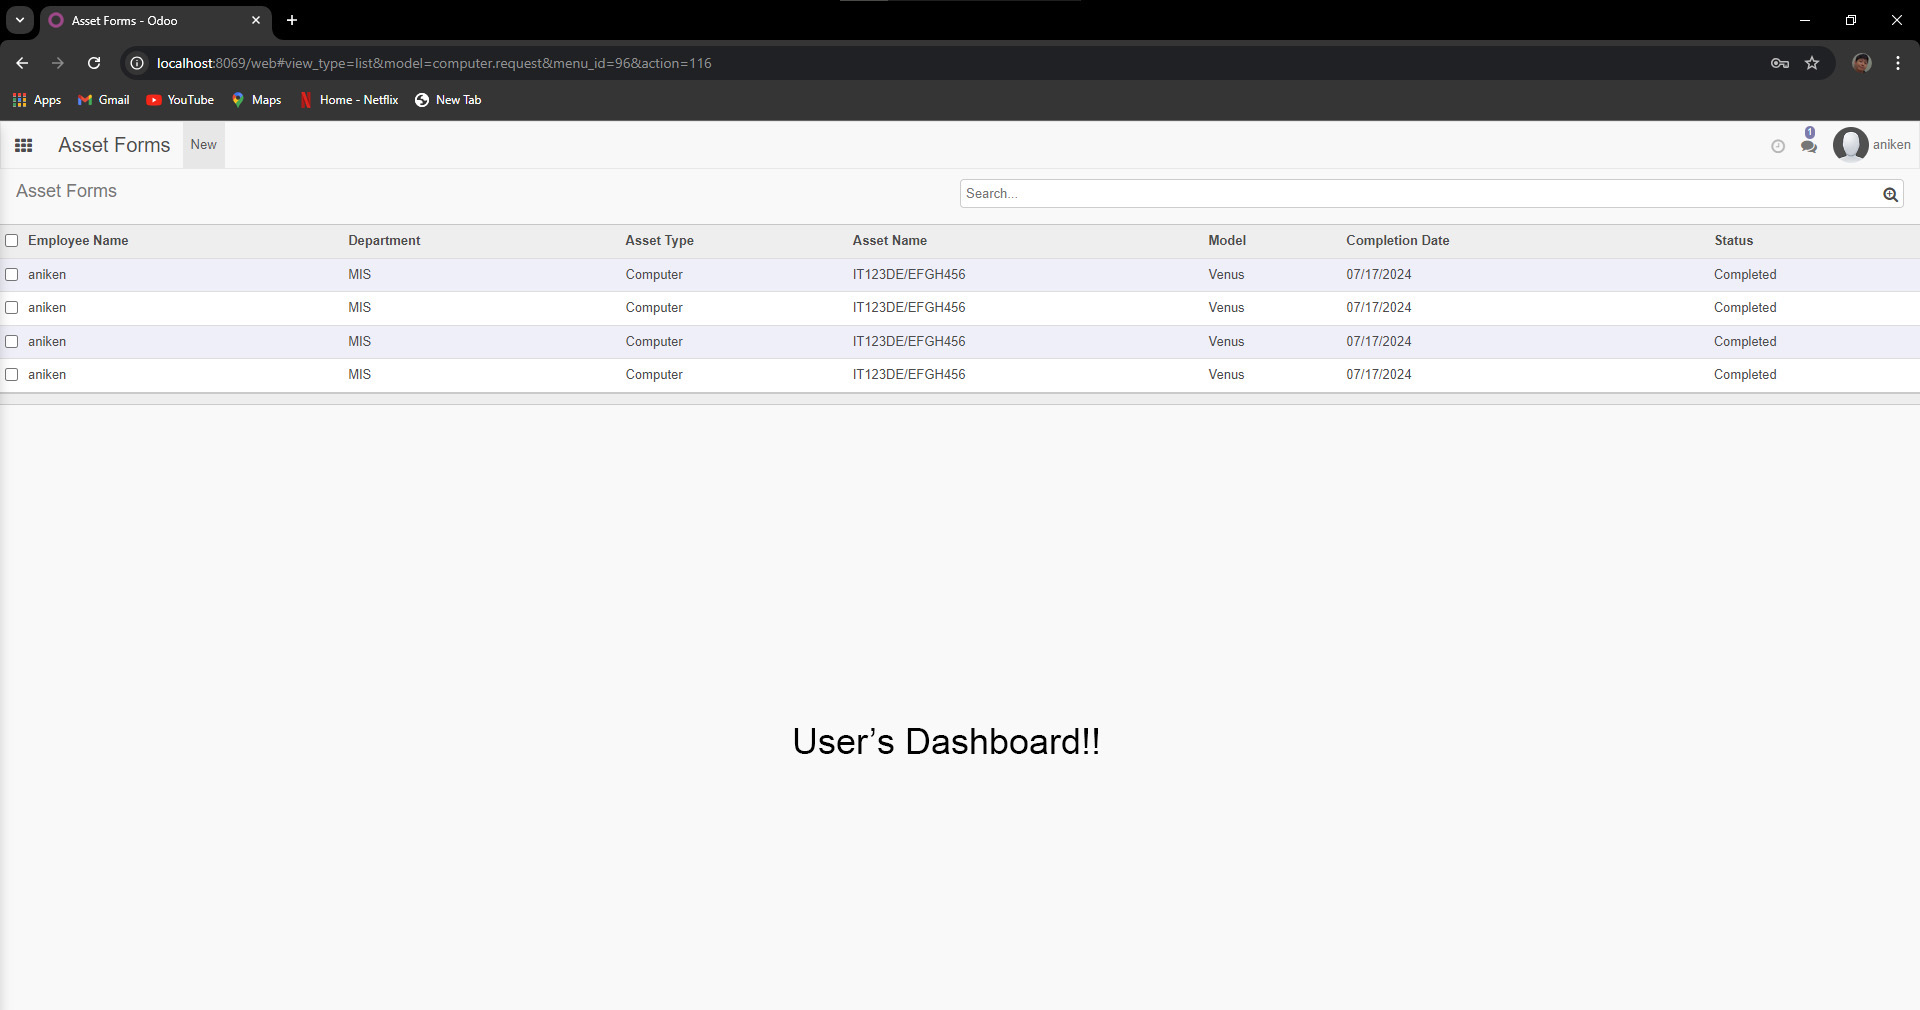 Asset Forms - Odoo
localhost:8069/web#view_type=list&model=computer.request&menu_id=96&action=116
Apps Gmail YouTube Maps Home - Netflix New Tab
Asset Forms New 1 aniken
Asset Forms Search...
Employee Name Department Asset Type Asset Name Model Completion Date Status
aniken MIS Computer IT123DE/EFGH456 Venus 07/17/2024 Completed
aniken MIS Computer IT123DE/EFGH456 Venus 07/17/2024 Completed
aniken MIS Computer IT123DE/EFGH456 Venus 07/17/2024 Completed
aniken MIS Computer IT123DE/EFGH456 Venus 07/17/2024 Completed
User’s Dashboard!!